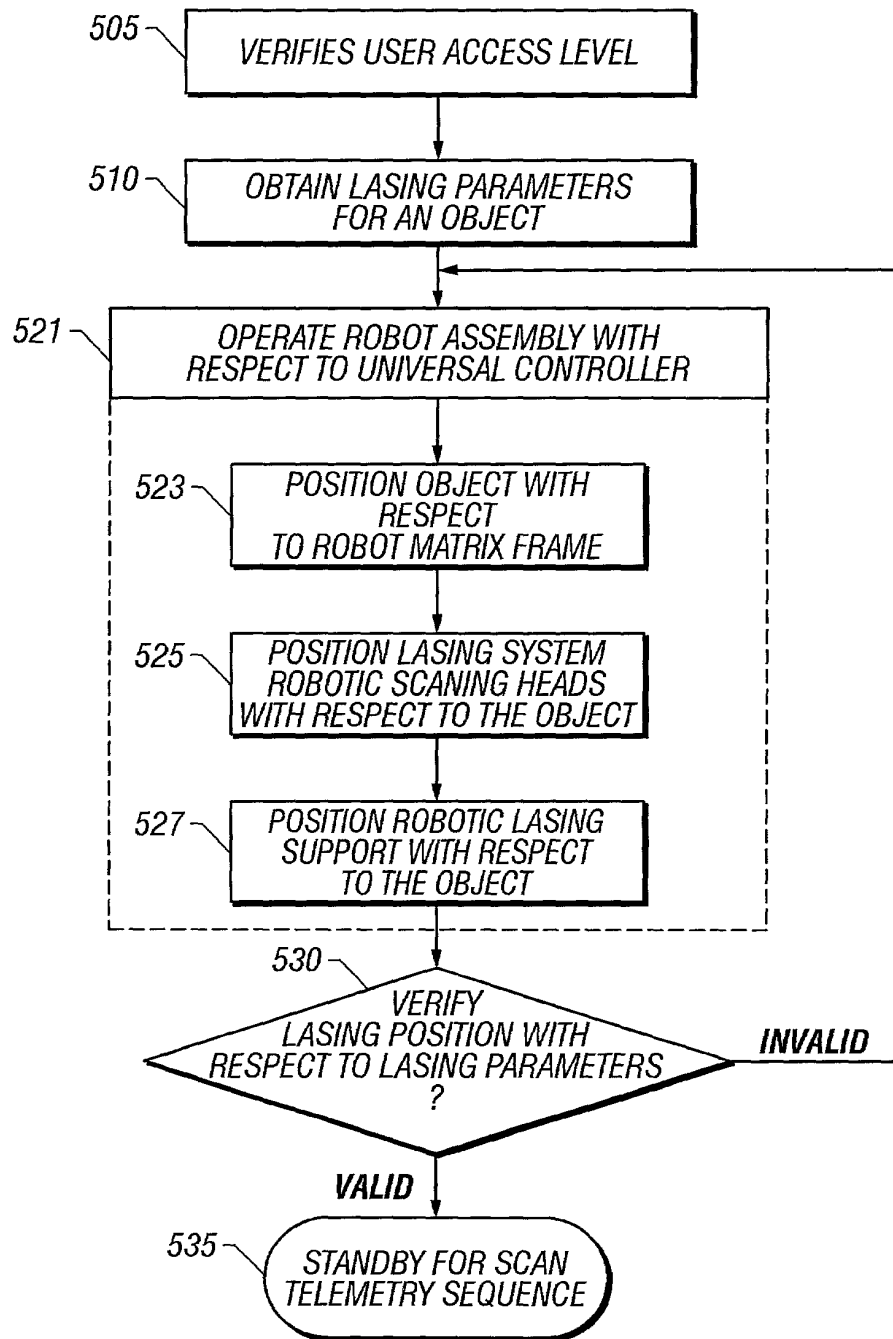 505
VERIFIES USER ACCESS LEVEL
510
OBTAIN LASING PARAMETERS
FOR AN OBJECT
521
OPERATE ROBOT ASSEMBLY WITH
RESPECT TO UNIVERSAL CONTROLLER
523
POSITION OBJECT WITH
RESPECT
TO ROBOT MATRIX FRAME
525
POSITION LASING SYSTEM
ROBOTIC SCANING HEADS
WITH RESPECT TO THE OBJECT
527
POSITION ROBOTIC LASING
SUPPORT WITH RESPECT
TO THE OBJECT
530
VERIFY
LASING POSITION WITH
RESPECT TO LASING PARAMETERS
?
INVALID
VALID
535
STANDBY FOR SCAN
TELEMETRY SEQUENCE